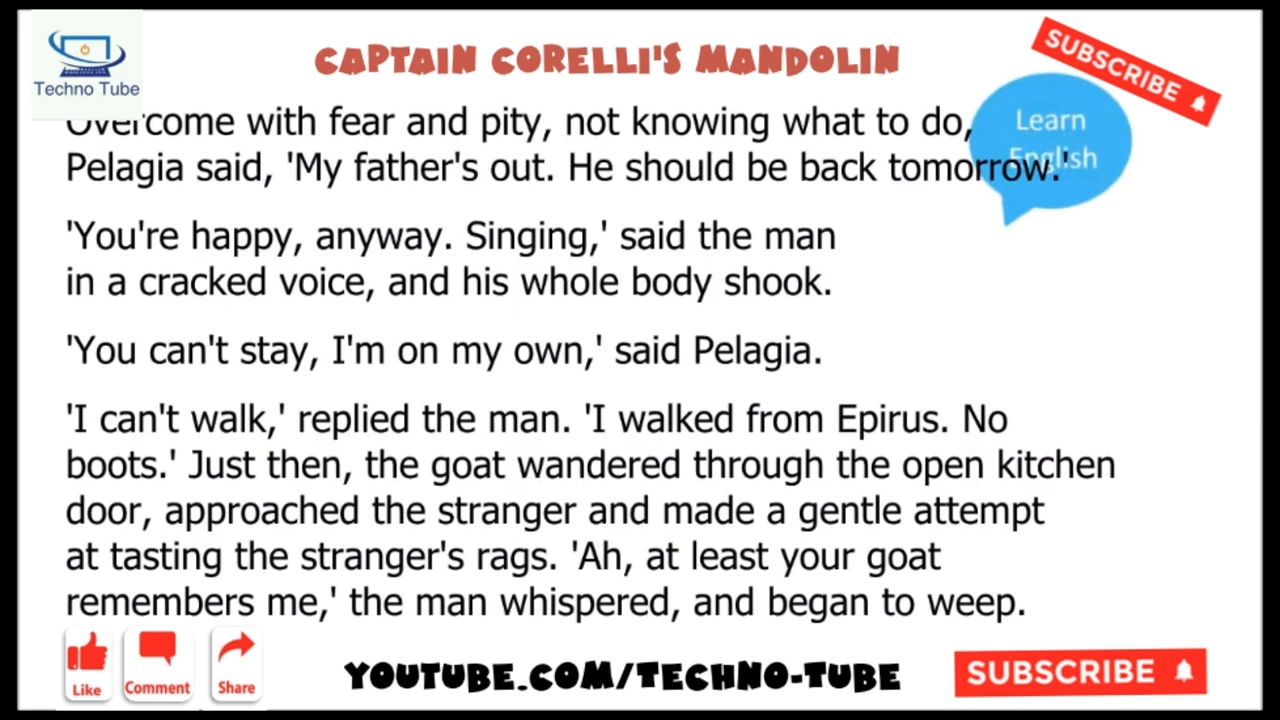 CAPTAIN CORELLI'S MANDOLIN
SUBSCRIBE
Techno Tube
Learn
English
Overcome with fear and pity, not knowing what to do,
Pelagia said, 'My father's out. He should be back tomorrow.'
'You're happy, anyway. Singing,' said the man
in a cracked voice, and his whole body shook.
'You can't stay, I'm on my own,' said Pelagia.
'I can't walk,' replied the man. 'I walked from Epirus. No
boots.' Just then, the goat wandered through the open kitchen
door, approached the stranger and made a gentle attempt
at tasting the stranger's rags. 'Ah, at least your goat
remembers me,' the man whispered, and began to weep.
Like
Comment
Share
YOUTUBE.COM/TECHNO-TUBE
SUBSCRIBE